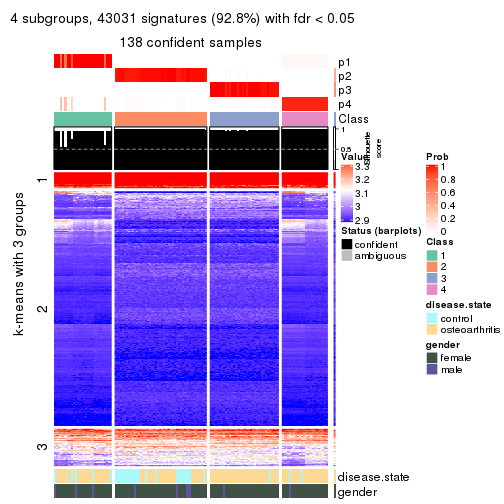 4 subgroups, 43031 signatures (92.8%) with fdr < 0.05
138 confident samples
p1
p2
p3
p4
Class
1
0.5
0
Silhouette
score
k-means with 3 groups
1
2
3
disease.state
gender
Value
3.3
3.2
3.1
3
2.9
Status (barplots)
confident
ambiguous
Prob
1
0.8
0.6
0.4
0.2
0
Class
1
2
3
4
disease.state
control
osteoarthritis
gender
female
male